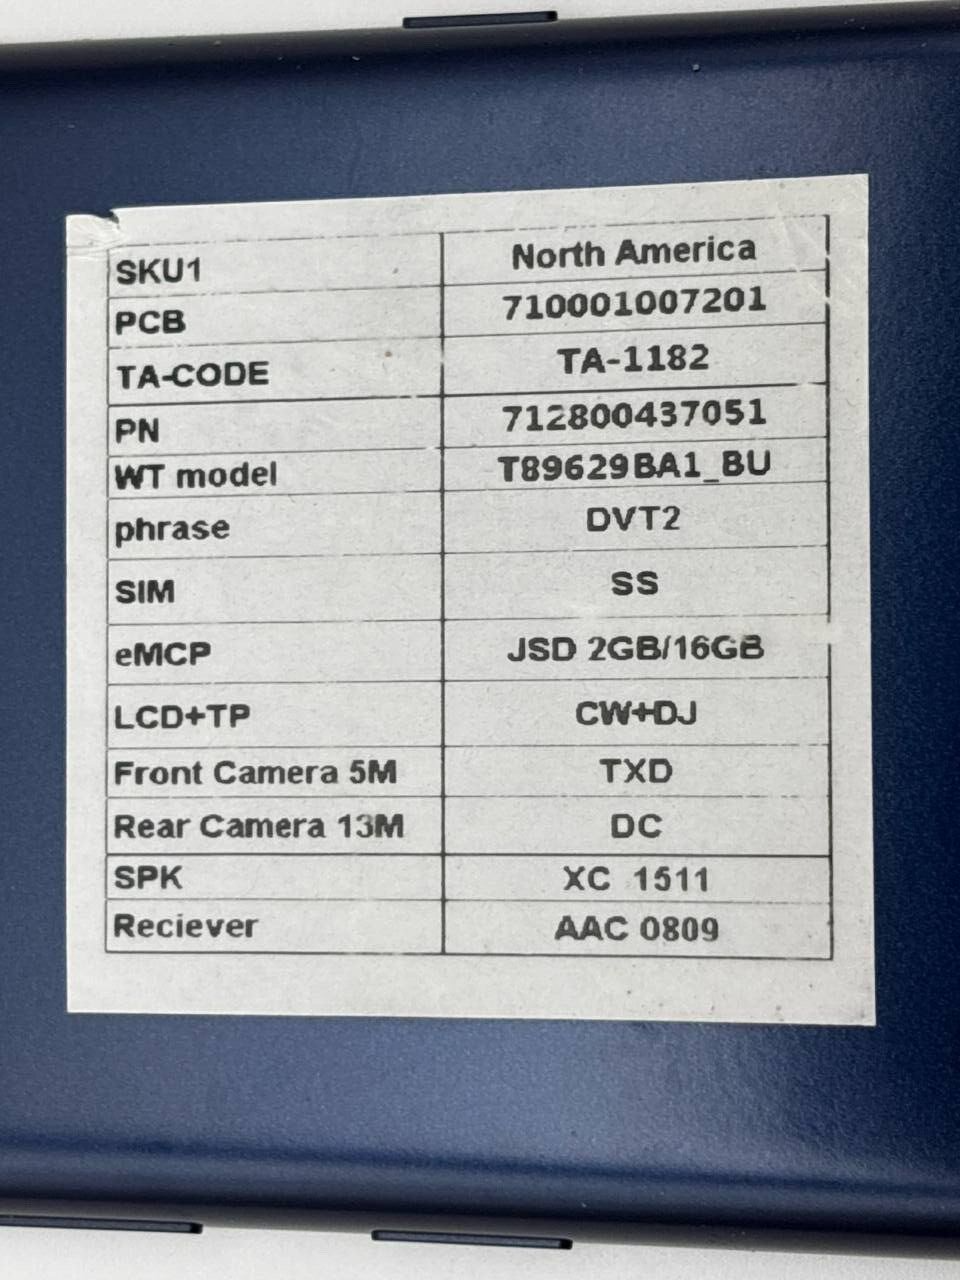 SKU1 North America
PCB 710001007201
TA-CODE TA-1182
PN 712800437051
WT model T89629BA1_BU
phrase DVT2
SIM SS
eMCP JSD 2GB/16GB
LCD+TP CW+DJ
Front Camera 5M TXD
Rear Camera 13M DC
SPK XC 1511
Reciever AAC 0809